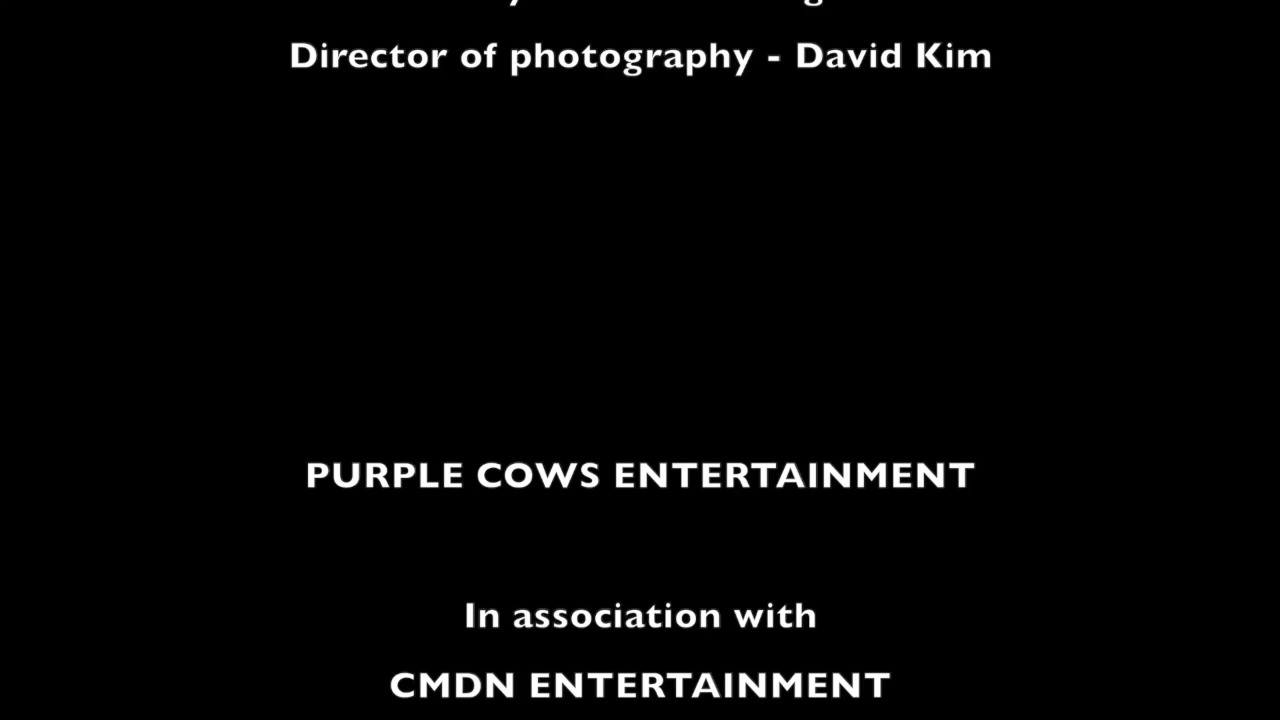 Director of photography - David Kim
PURPLE COWS ENTERTAINMENT
In association with
CMDN ENTERTAINMENT